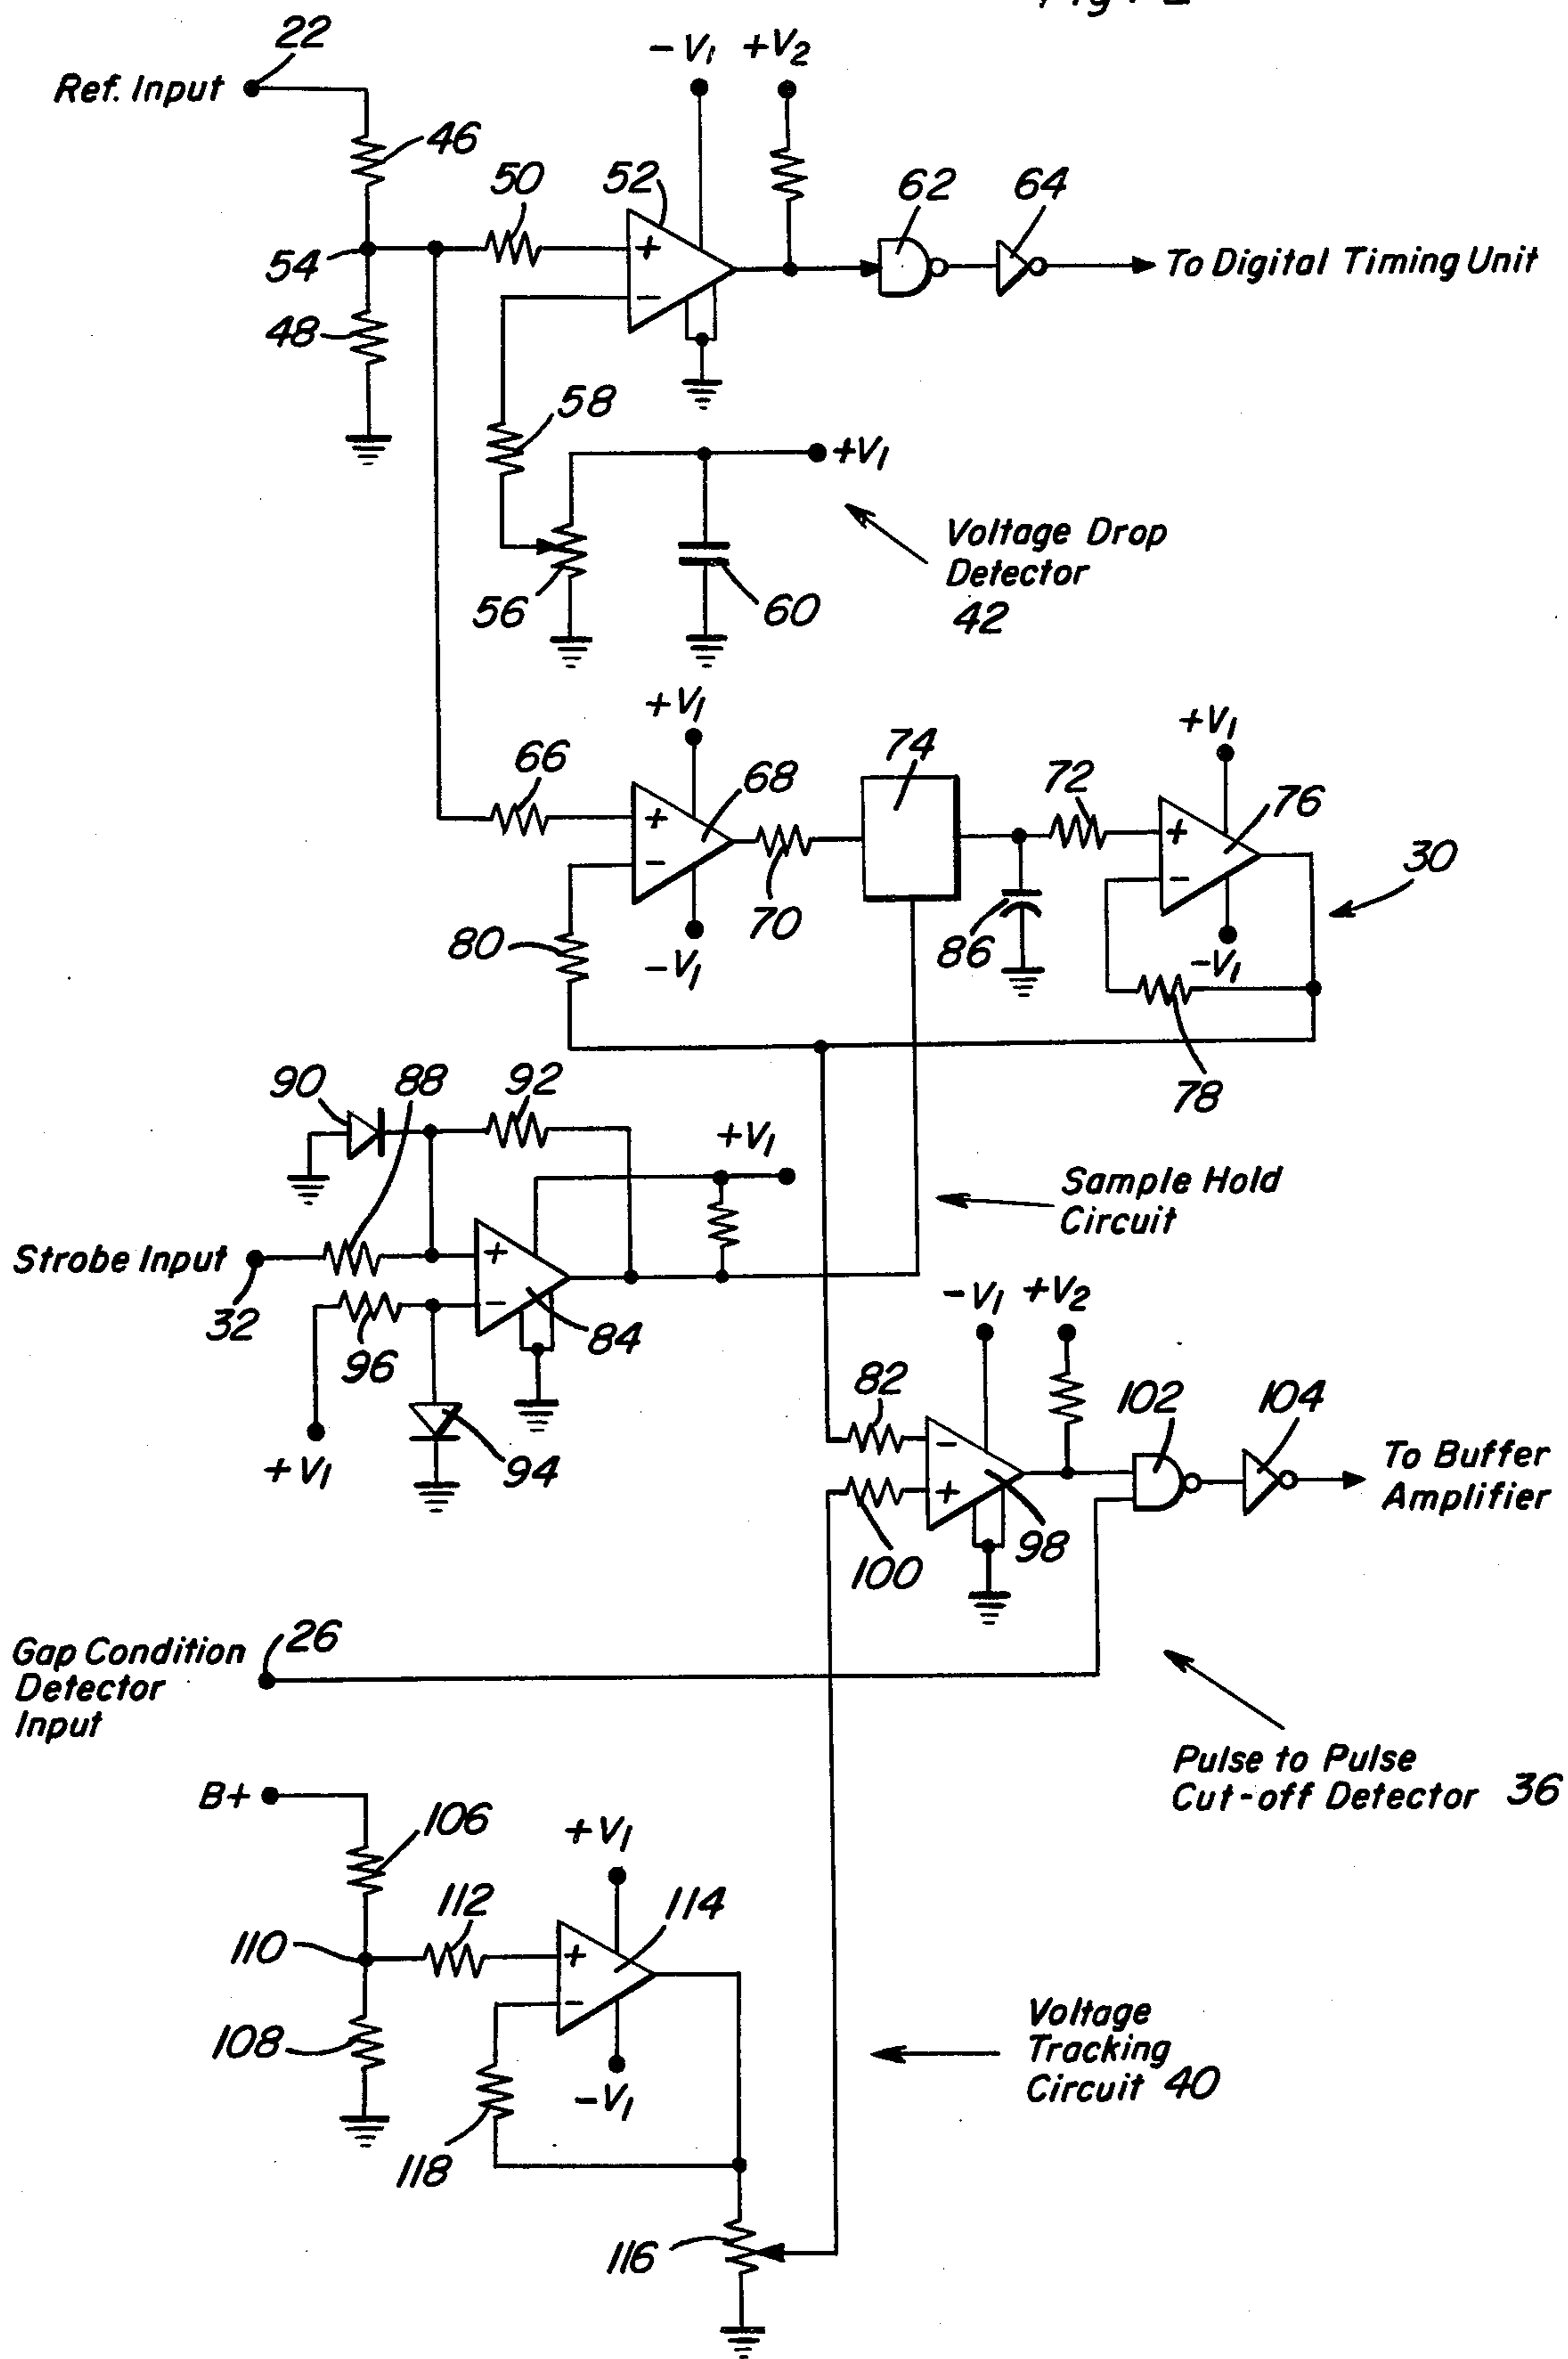 22
- V1 +V2
Ref. Input
46
50
52
62
64
54
To Digital Timing Unit
48
58
+V1
Voltage Drop
Detector
42
56
60
+V1
66
68
74
72
+V1
76
30
80
-V1
70
86
-V1
78
90
88
92
+V1
Sample Hold
Circuit
Strobe Input
32
96
84
-V1 +V2
82
102
104
+V1
94
To Buffer
Amplifier
100
98
26
Gap Condition
Detector
Input
Pulse to Pulse
Cut-off Detector 36
B+
106
+V1
112
114
110
108
Voltage
Tracking
Circuit 40
-V1
118
116